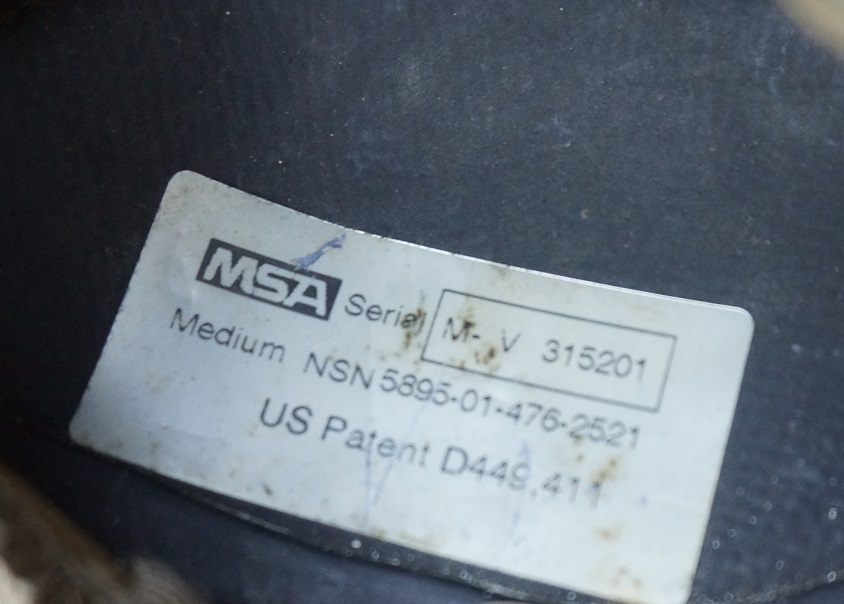 MSA Serial M- V 315201
Medium NSN 5895-01-476-2521
US Patent D449,411